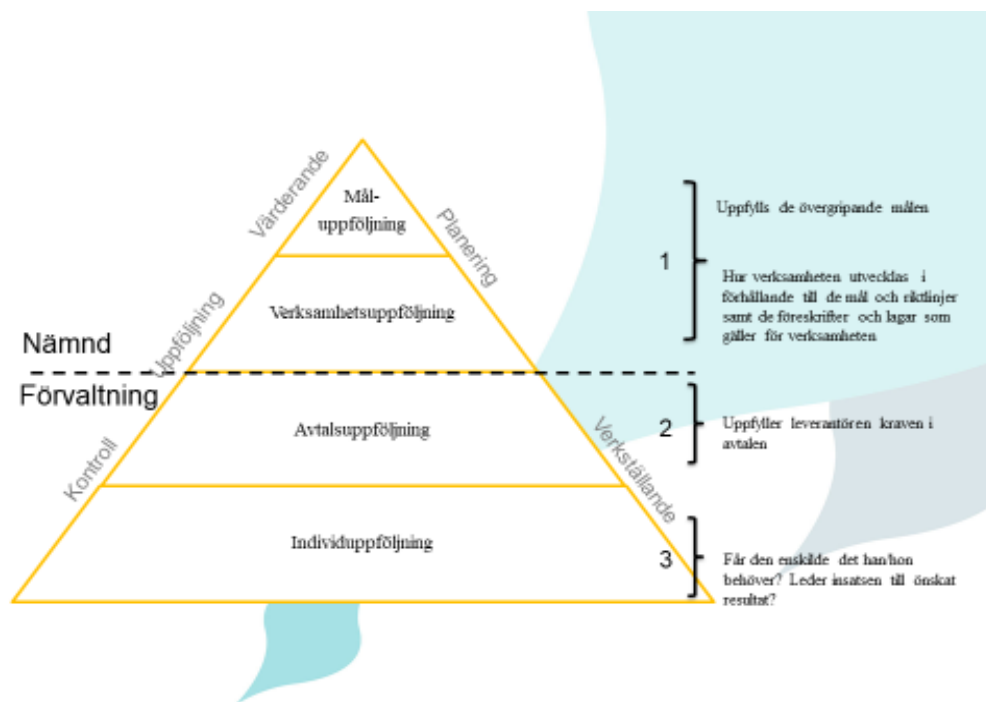 Värderande
Mål-
uppföljning
Planering
Verksamhetsuppföljning
Uppföljning
Nämnd
Förvaltning
Avtalsuppföljning
Kontroll
Verkställande
Individuppföljning
1
Uppfylls de övergripande målen
Hur verksamheten utvecklas i
förhållande till de mål och riktlinjer
samt de föreskrifter och lagar som
gäller för verksamheten
2
Uppfyller leverantören kraven i
avtalen
3
Får den enskilde det han/hon
behöver? Leder insatsen till önskat
resultat?